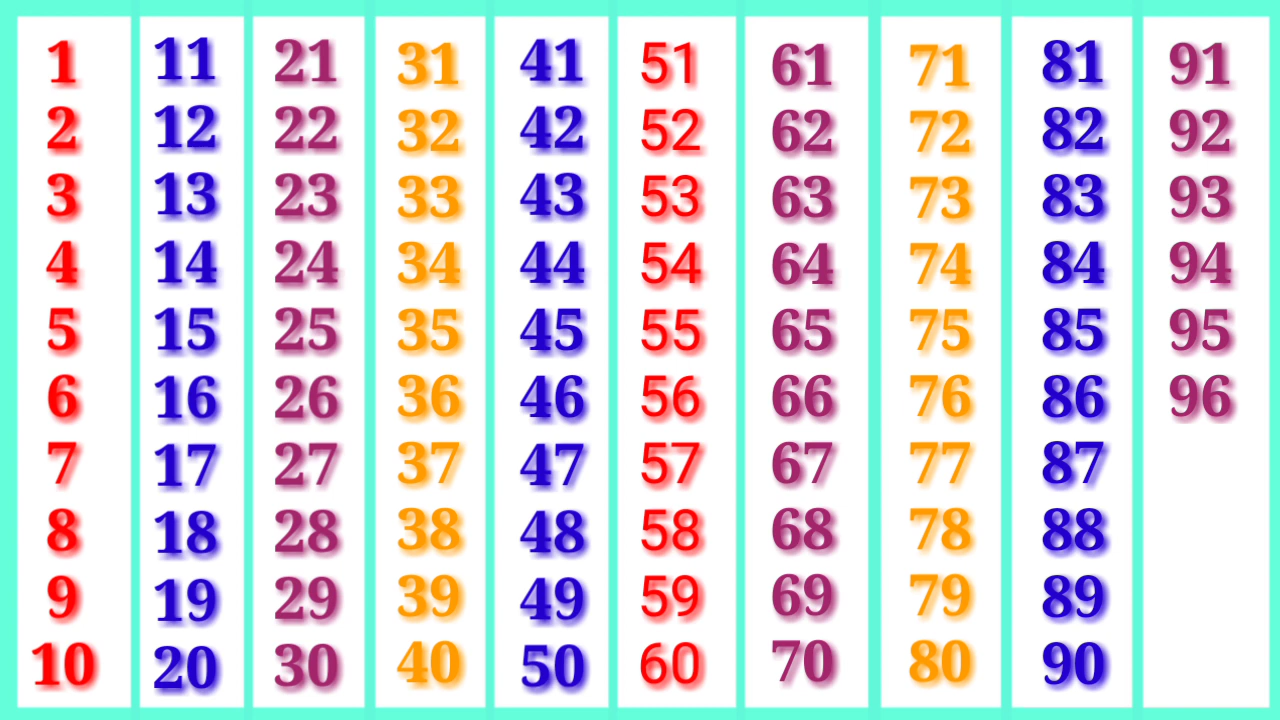 1 11 21 31 41 51 61 71 81 91
2 12 22 32 42 52 62 72 82 92
3 13 23 33 43 53 63 73 83 93
4 14 24 34 44 54 64 74 84 94
5 15 25 35 45 55 65 75 85 95
6 16 26 36 46 56 66 76 86 96
7 17 27 37 47 57 67 77 87
8 18 28 38 48 58 68 78 88
9 19 29 39 49 59 69 79 89
10 20 30 40 50 60 70 80 90